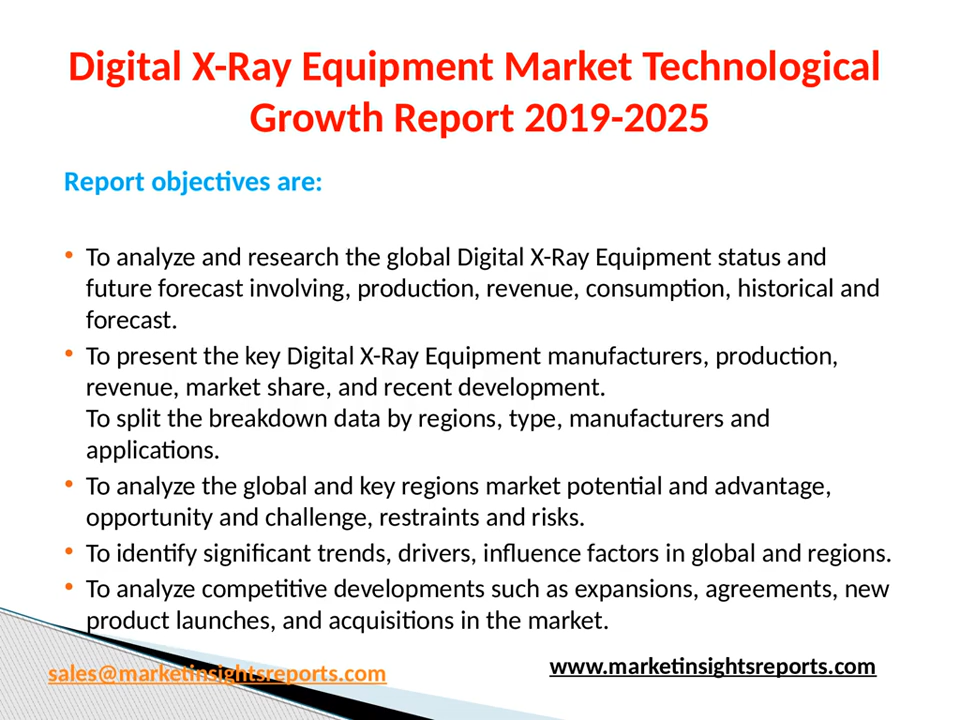 Digital X-Ray Equipment Market Technological
Growth Report 2019-2025
Report objectives are:
• To analyze and research the global Digital X-Ray Equipment status and
future forecast involving, production, revenue, consumption, historical and
forecast.
• To present the key Digital X-Ray Equipment manufacturers, production,
revenue, market share, and recent development.
To split the breakdown data by regions, type, manufacturers and
applications.
• To analyze the global and key regions market potential and advantage,
opportunity and challenge, restraints and risks.
• To identify significant trends, drivers, influence factors in global and regions.
• To analyze competitive developments such as expansions, agreements, new
product launches, and acquisitions in the market.
sales@marketinsightsreports.com
www.marketinsightsreports.com